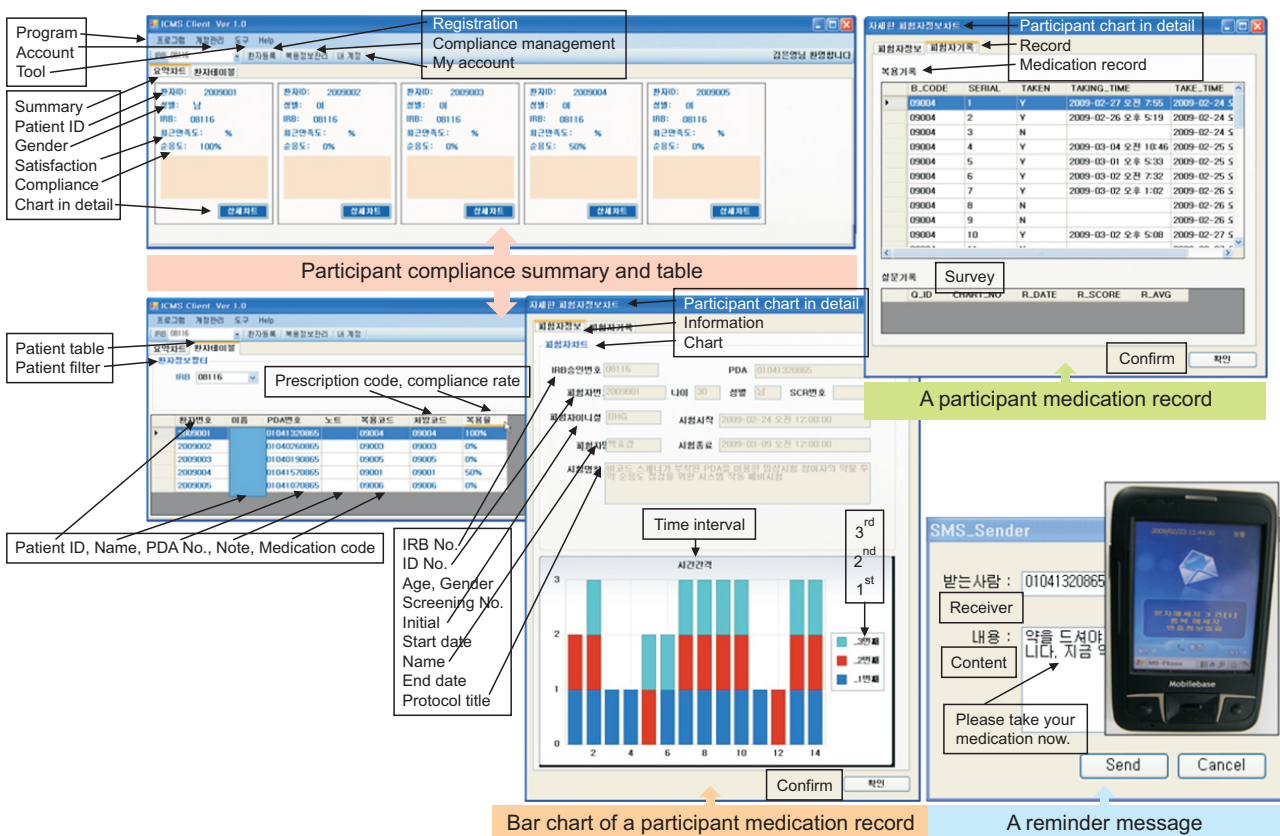 Program
Account
Tool
Summary
Patient ID
Gender
Satisfaction
Compliance
Chart in detail
ICMS Client Ver 1.0
프로그램 계정관리 도구 Help
IRB 08116 환자등록 복용정보관리 내 계정
Registration
Compliance management
My account
요약차트 환자테이블
환자ID: 2009001
성별: 남
IRB: 08116
최근만족도: %
순응도: 100%
상세차트
환자ID: 2009002
성별: 여
IRB: 08116
최근만족도: %
순응도: 0%
상세차트
환자ID: 2009003
성별: 여
IRB: 08116
최근만족도: %
순응도: 0%
상세차트
환자ID: 2009004
성별: 여
IRB: 08116
최근만족도: %
순응도: 50%
상세차트
환자ID: 2009005
성별: 여
IRB: 08116
최근만족도: %
순응도: 0%
상세차트
Participant compliance summary and table
자세한 피험자정보차트
Participant chart in detail
Record
Medication record
피험자정보 피험자기록
복용기록
B_CODE SERIAL TAKEN TAKING_TIME TAKE_TIME
09004 1 Y 2009-02-27 오전 7:55 2009-02-24
09004 2 Y 2009-02-26 오후 5:19 2009-02-24
09004 3 N 2009-02-24
09004 4 Y 2009-03-04 오전 10:46 2009-02-25
09004 5 Y 2009-03-01 오후 5:33 2009-02-25
09004 6 Y 2009-03-02 오전 7:32 2009-02-25
09004 7 Y 2009-03-02 오후 1:02 2009-02-26
09004 8 N 2009-02-26
09004 9 N 2009-02-26
09004 10 Y 2009-03-02 오후 5:08 2009-02-27
설문기록
Survey
Q_ID CHART_NO R_DATE R_SCORE R_AVG
Confirm
확인
A participant medication record
Patient table
Patient filter
ICMS Client Ver 1.0
프로그램 계정관리 도구 Help
IRB 08116 환자등록 복용정보관리 내 계정
요약차트 환자테이블
환자정보필터
IRB 08116
Prescription code, compliance rate
환자번호 이름 PDA번호 노트 복용코드 처방코드 복용율
2009001 01041320865 09004 09004 100%
2009002 01040260865 09003 09003 0%
2009003 01040190865 09005 09005 0%
2009004 01041570865 09001 09001 50%
2009005 01041070865 09006 09006 0%
Patient ID, Name, PDA No., Note, Medication code
자세한 피험자정보차트
Participant chart in detail
Information
Chart
피험자정보 피험자기록
피험자차트
IRB승인번호 08116 PDA 01041320865
피험자번 2009001 나이 30 성별 남 SCR번호
피험자이니셜 시험시작 2009-02-24 오전 12:00:00
피험자명 시험종료 2009-03-09 오전 12:00:00
시험명칭
IRB No.
ID No.
Age, Gender
Screening No.
Initial
Start date
Name
End date
Protocol title
Time interval
시간간격
3rd
2nd
1st
3
2
1
0
2 4 6 8 10 12 14
_3번째
_2번째
_1번째
Confirm
확인
Bar chart of a participant medication record
SMS_Sender
받는사람 : 01041320865
Receiver
내용 : 약을 드셔야
니다. 지금
Content
Please take your
medication now.
Send Cancel
Mobilebase
A reminder message